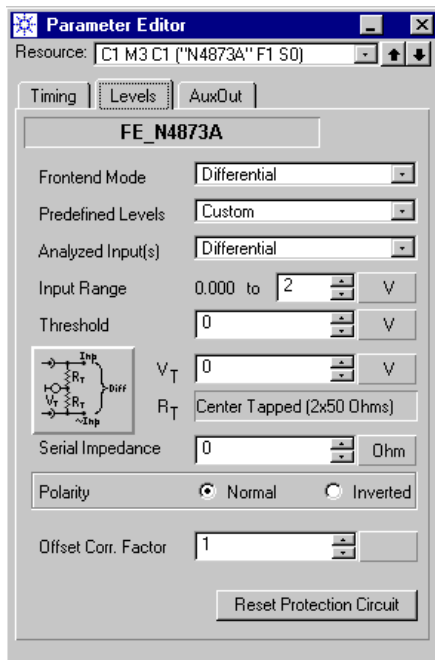 Parameter Editor
Resource: C1 M3 C1 ("N4873A" F1 S0)
Timing Levels AuxOut
FE_N4873A
Frontend Mode Differential
Predefined Levels Custom
Analyzed Input(s) Differential
Input Range 0.000 to 2 V
Threshold 0 V
Inp
RT
VT
RT
Diff
~Inp
VT 0 V
RT Center Tapped (2x50 Ohms)
Serial Impedance 0 Ohm
Polarity Normal Inverted
Offset Corr. Factor 1
Reset Protection Circuit